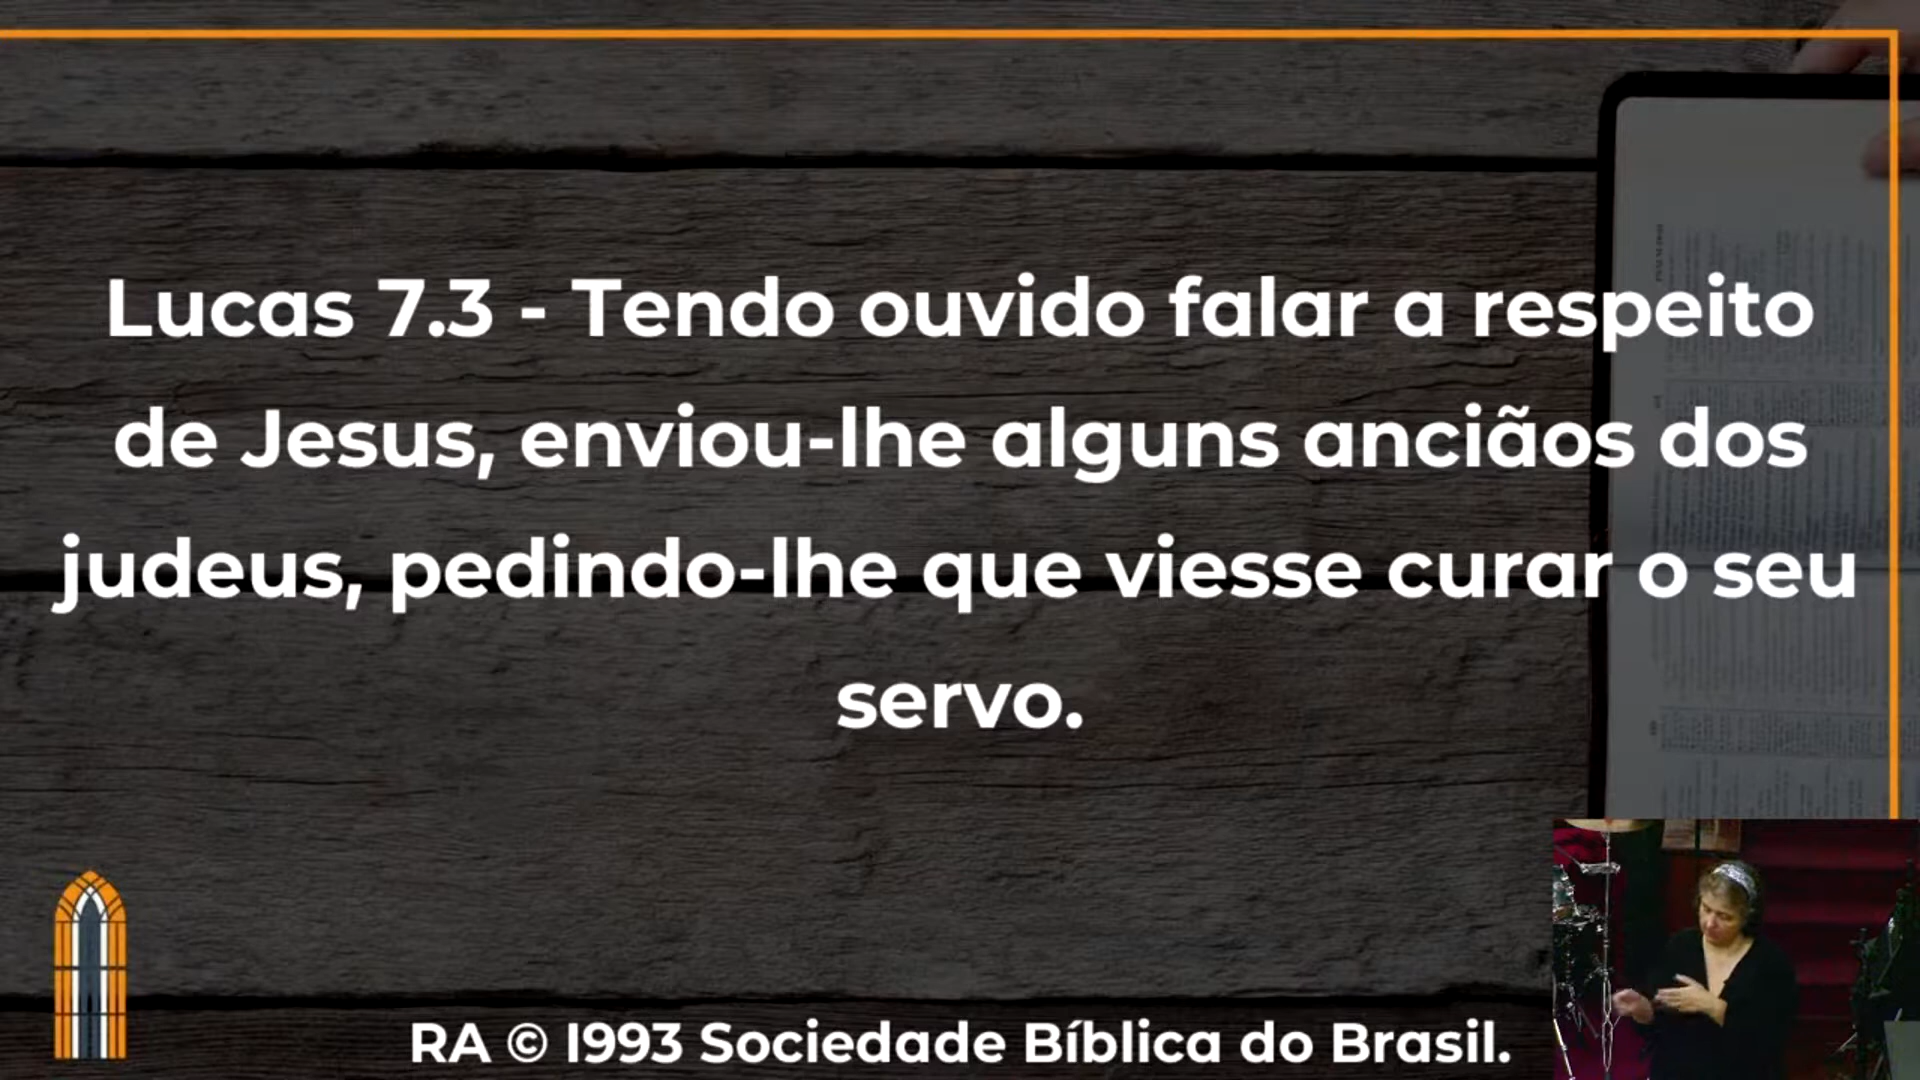 Lucas 7.3 - Tendo ouvido falar a respeito
de Jesus, enviou-lhe alguns anciãos dos
judeus, pedindo-lhe que viesse curar o seu
servo.
RA © 1993 Sociedade Bíblica do Brasil.